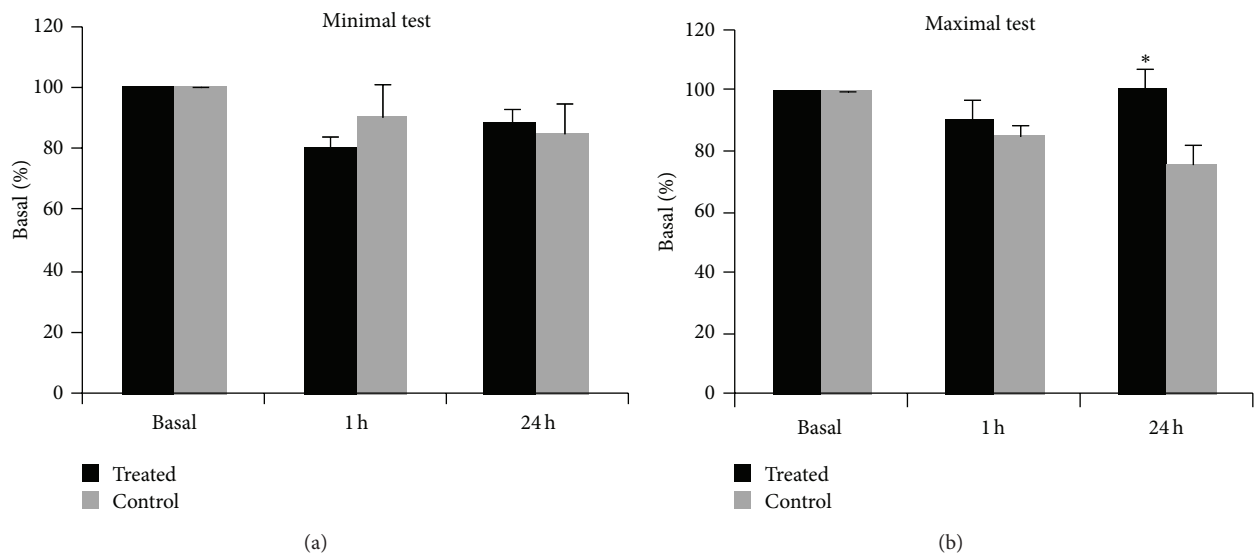 Minimal test
120
100
80
60
40
20
0
Basal (%)
Basal 1 h 24 h
Treated
Control
(a)
Maximal test
120
100
80
60
40
20
0
Basal (%)
*
Basal 1 h 24 h
Treated
Control
(b)